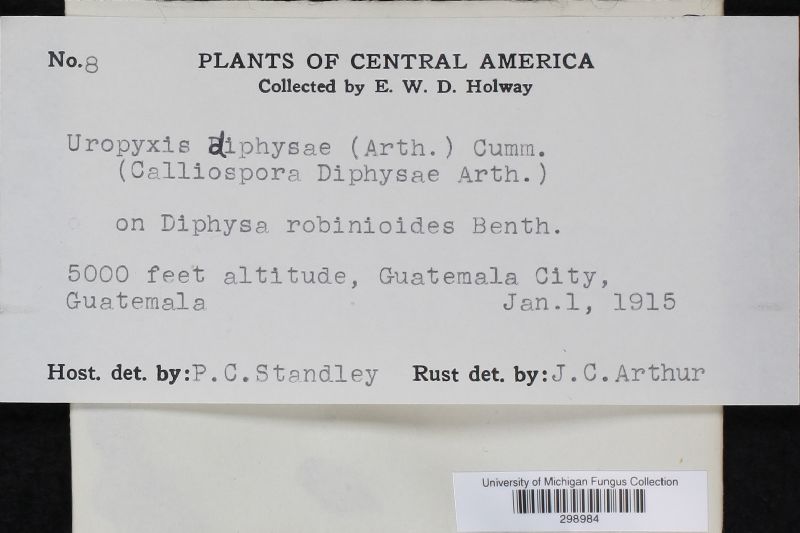 No.8
PLANTS OF CENTRAL AMERICA
Collected by E. W. D. Holway
Uropyxis diphysae (Arth.) Cumm.
(Calliospora Diphysae Arth.)
on Diphysa robinioides Benth.
5000 feet altitude, Guatemala City,
Guatemala Jan.1, 1915
Host. det. by:P.C.Standley Rust det. by:J.C.Arthur
University of Michigan Fungus Collection
298984